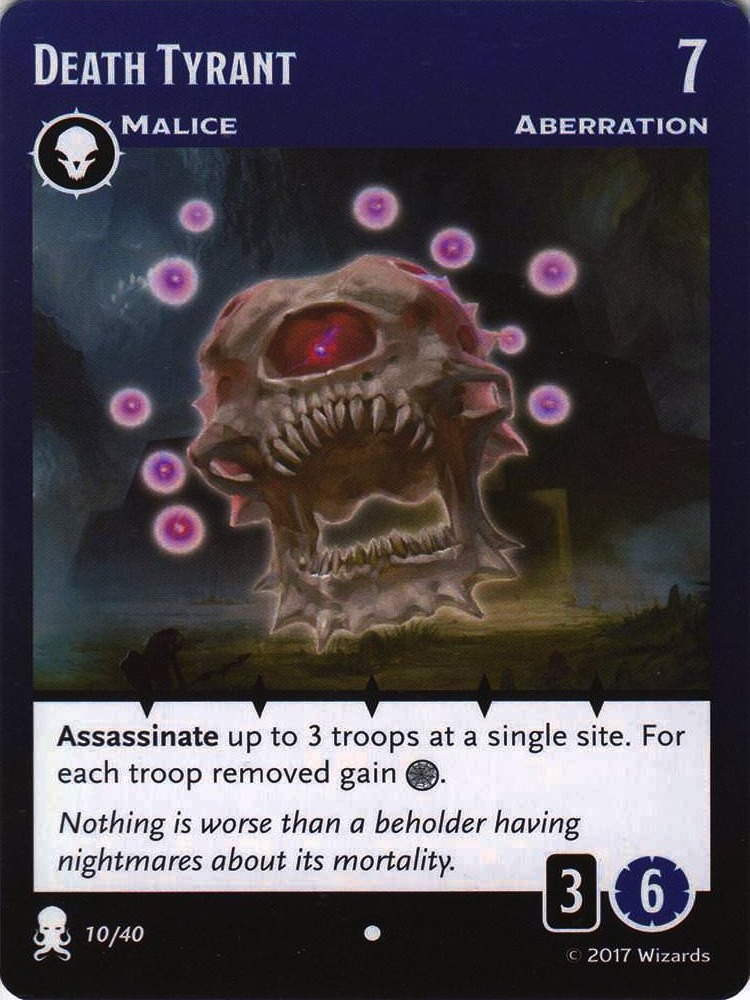 DEATH TYRANT 7
MALICE ABERRATION
Assassinate up to 3 troops at a single site. For
each troop removed gain .
Nothing is worse than a beholder having
nightmares about its mortality.
3 6
10/40 © 2017 Wizards